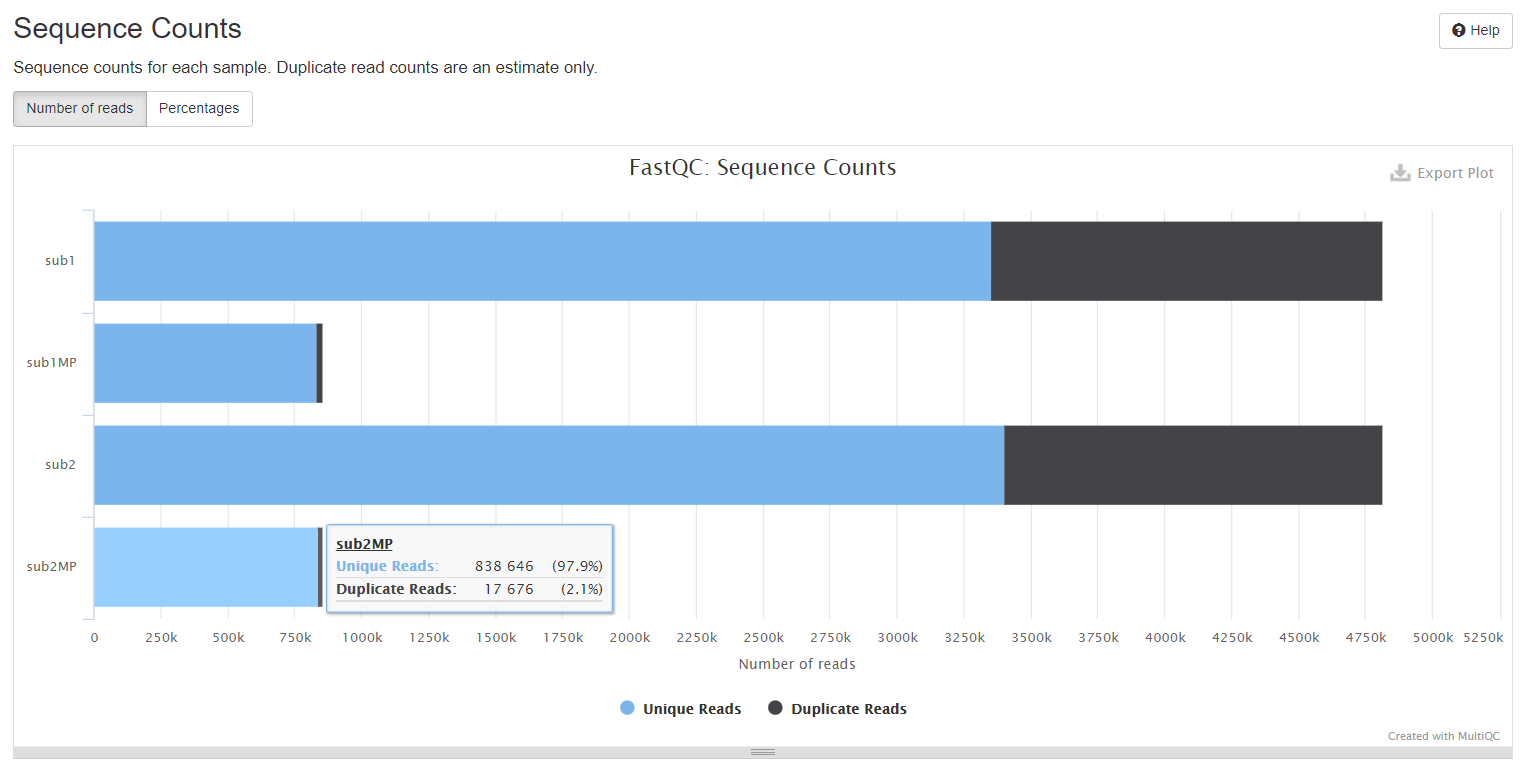 Sequence Counts
Help
Sequence counts for each sample. Duplicate read counts are an estimate only.
Number of reads Percentages
FastQC: Sequence Counts
Export Plot
sub1
sub1MP
sub2
sub2MP
sub2MP
Unique Reads: 838 646 (97.9%)
Duplicate Reads: 17 676 (2.1%)
0 250k 500k 750k 1000k 1250k 1500k 1750k 2000k 2250k 2500k 2750k 3000k 3250k 3500k 3750k 4000k 4250k 4500k 4750k 5000k 5250k
Number of reads
Unique Reads Duplicate Reads
Created with MultiQC